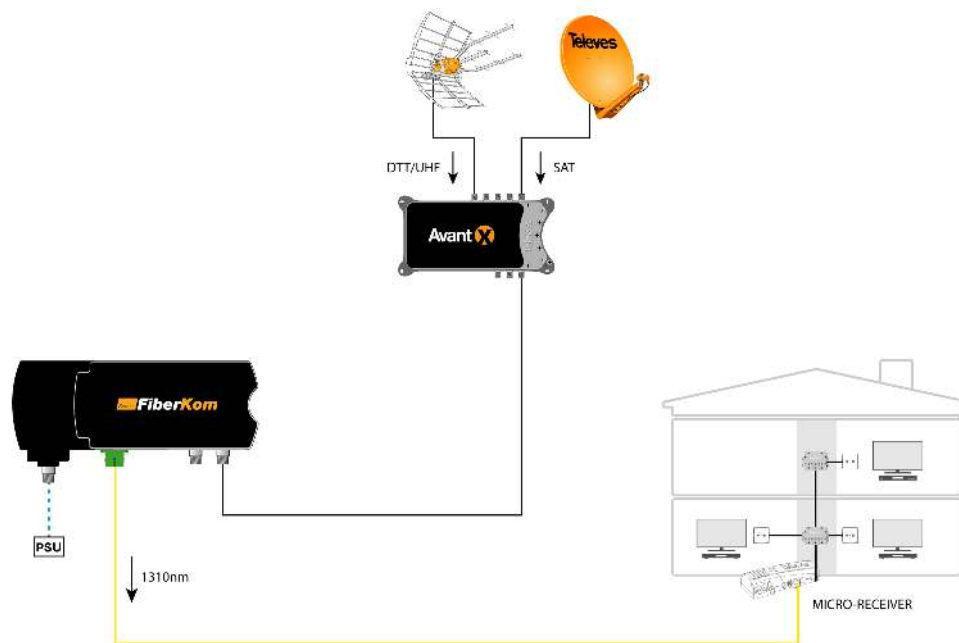 Televes
DTT/UHF
SAT
Avant X
FiberKom
PSU
1310nm
MICRO-RECEIVER